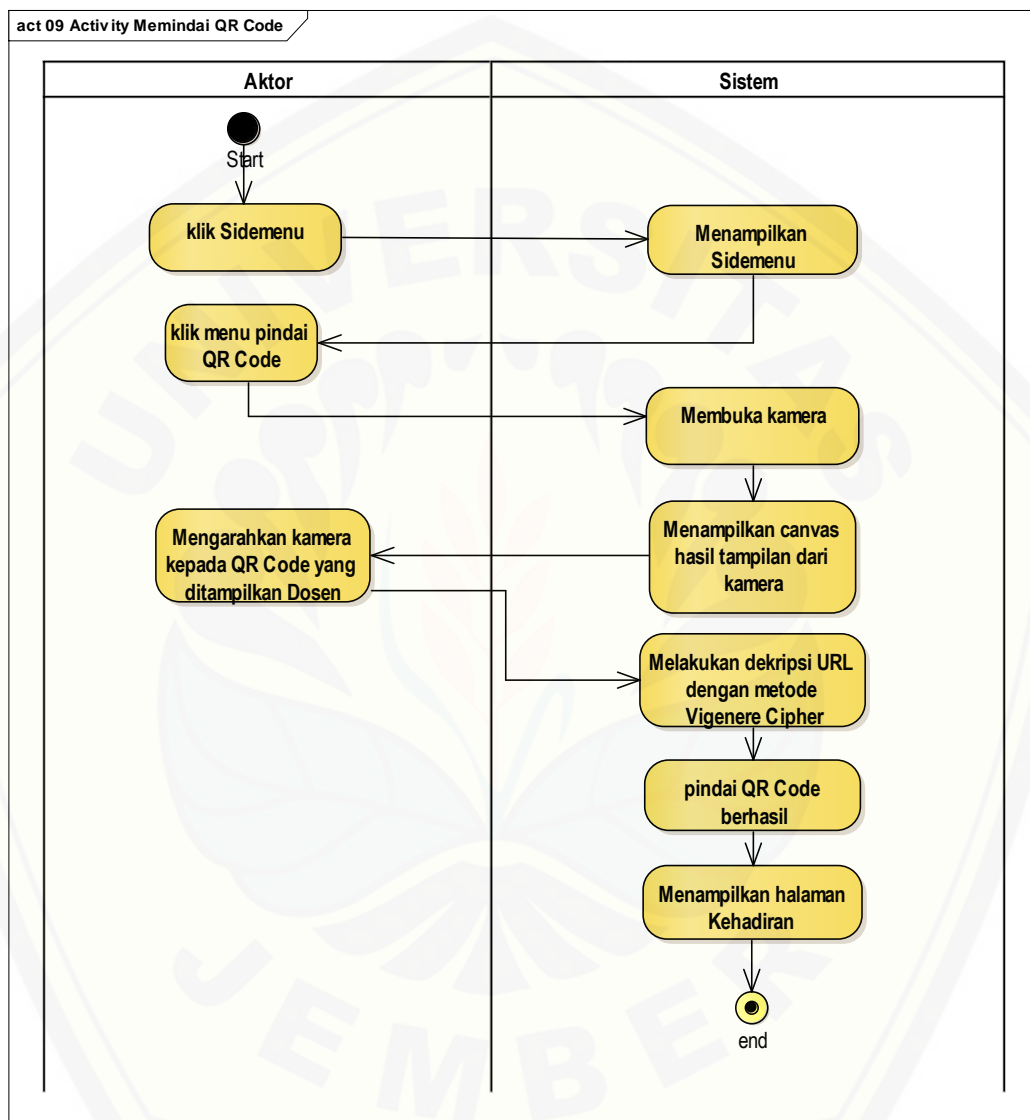 act 09 Activity Memindai QR Code
Aktor
Sistem
Start
klik Sidemenu
Menampilkan
Sidemenu
klik menu pindai
QR Code
Membuka kamera
Menampilkan canvas
hasil tampilan dari
kamera
Mengarahkan kamera
kepada QR Code yang
ditampilkan Dosen
Melakukan dekripsi URL
dengan metode
Vigenere Cipher
pindai QR Code
berhasil
Menampilkan halaman
Kehadiran
end
UNIVERSITAS
JEMBER